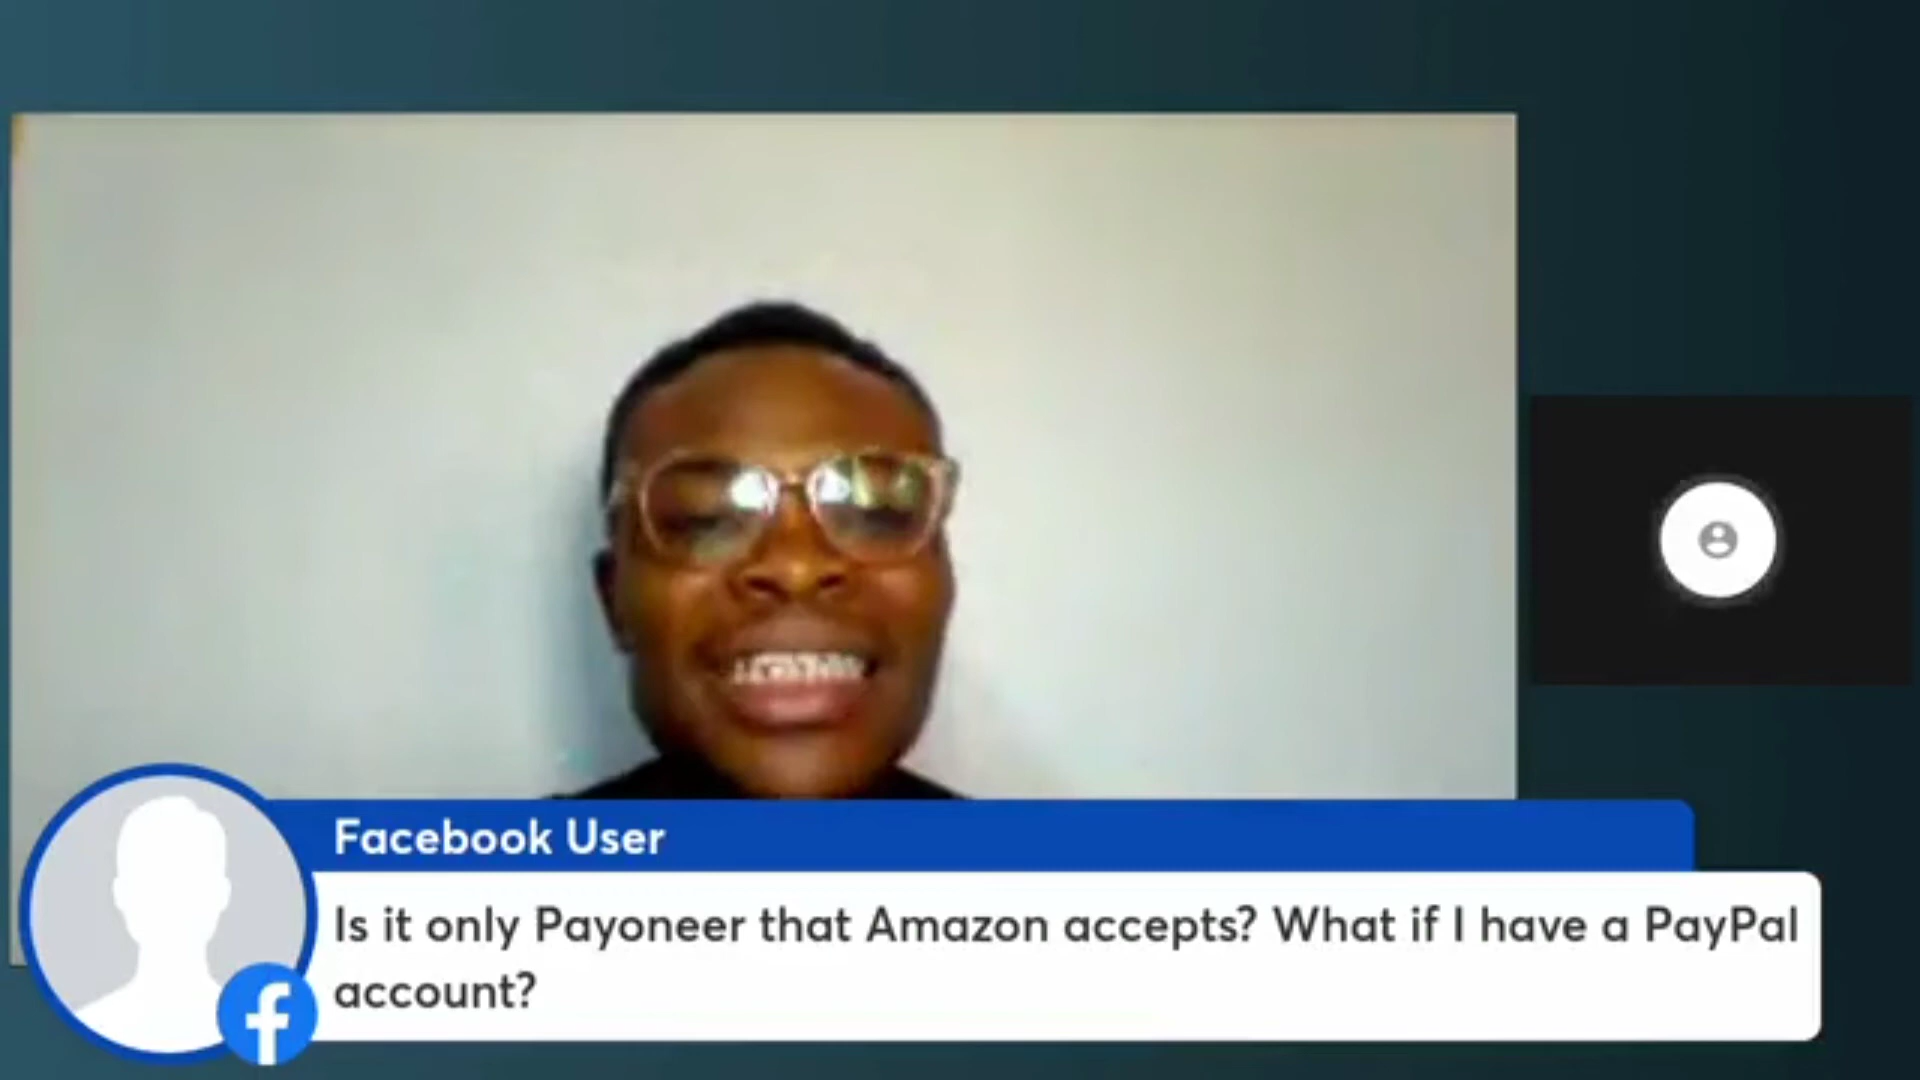 Facebook User
Is it only Payoneer that Amazon accepts? What if I have a PayPal
account?